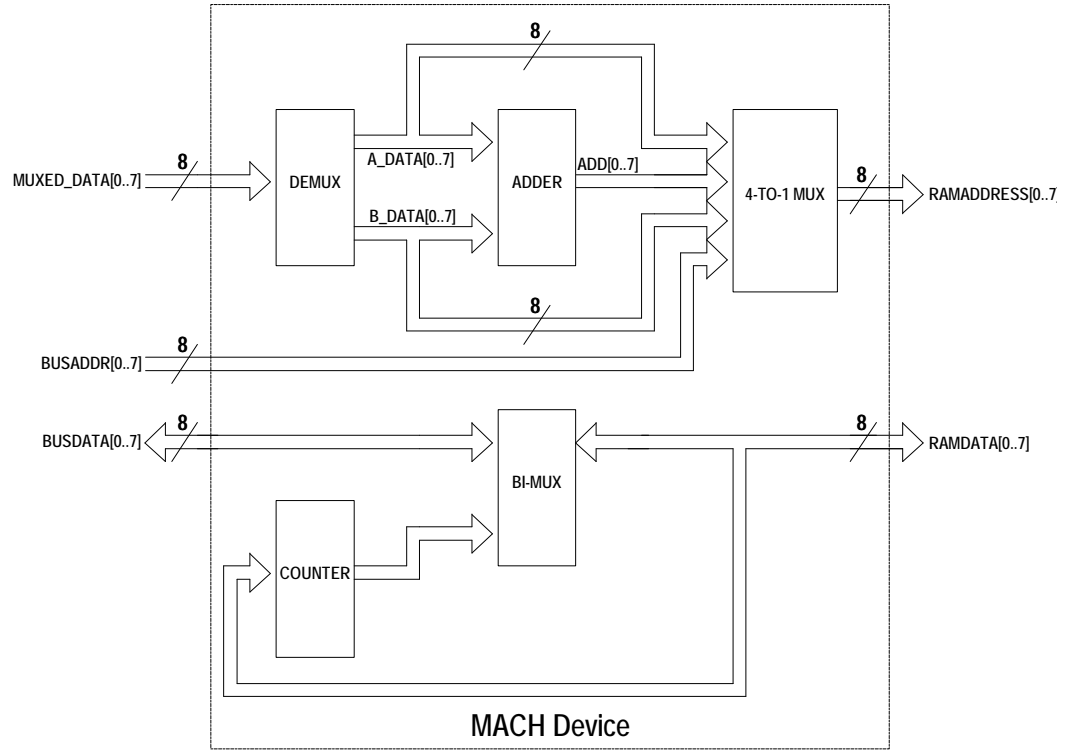 8
8
MUXED_DATA[0..7]
DEMUX
A_DATA[0..7]
B_DATA[0..7]
ADDER
ADD[0..7]
4-TO-1 MUX
8
RAMADDRESS[0..7]
8
8
BUSADDR[0..7]
8
BUSDATA[0..7]
BI-MUX
8
RAMDATA[0..7]
COUNTER
MACH Device